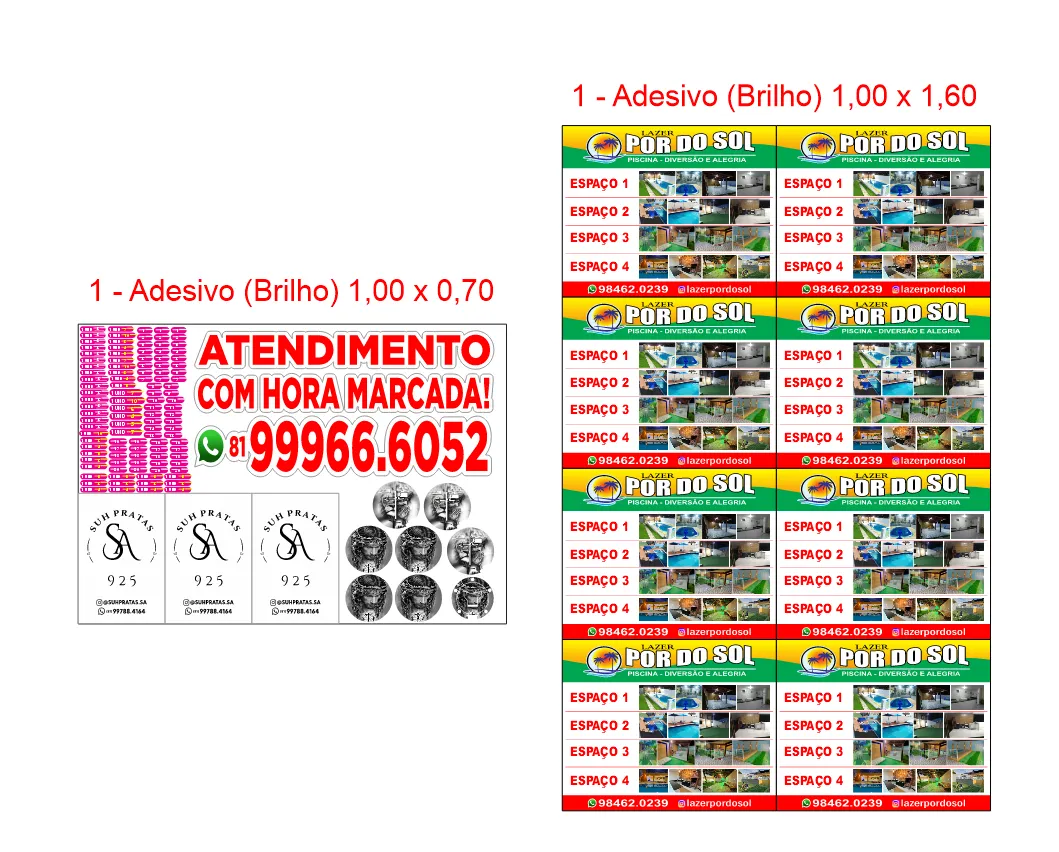 1 - Adesivo (Brilho) 1,00 x 0,70
ATENDIMENTO
COM HORA MARCADA!
81 99966.6052
SUH PRATAS
SA
925
@SUHPRATAS.SA
(81) 99788.4164
SUH PRATAS
SA
925
@SUHPRATAS.SA
(81) 99788.4164
SUH PRATAS
SA
925
@SUHPRATAS.SA
(81) 99788.4164
1 - Adesivo (Brilho) 1,00 x 1,60
LAZER
POR DO SOL
PISCINA - DIVERSÃO E ALEGRIA
ESPAÇO 1
ESPAÇO 2
ESPAÇO 3
ESPAÇO 4
98462.0239 lazerpordosol
LAZER
POR DO SOL
PISCINA - DIVERSÃO E ALEGRIA
ESPAÇO 1
ESPAÇO 2
ESPAÇO 3
ESPAÇO 4
98462.0239 lazerpordosol
LAZER
POR DO SOL
PISCINA - DIVERSÃO E ALEGRIA
ESPAÇO 1
ESPAÇO 2
ESPAÇO 3
ESPAÇO 4
98462.0239 lazerpordosol
LAZER
POR DO SOL
PISCINA - DIVERSÃO E ALEGRIA
ESPAÇO 1
ESPAÇO 2
ESPAÇO 3
ESPAÇO 4
98462.0239 lazerpordosol
LAZER
POR DO SOL
PISCINA - DIVERSÃO E ALEGRIA
ESPAÇO 1
ESPAÇO 2
ESPAÇO 3
ESPAÇO 4
98462.0239 lazerpordosol
LAZER
POR DO SOL
PISCINA - DIVERSÃO E ALEGRIA
ESPAÇO 1
ESPAÇO 2
ESPAÇO 3
ESPAÇO 4
98462.0239 lazerpordosol
LAZER
POR DO SOL
PISCINA - DIVERSÃO E ALEGRIA
ESPAÇO 1
ESPAÇO 2
ESPAÇO 3
ESPAÇO 4
98462.0239 lazerpordosol
LAZER
POR DO SOL
PISCINA - DIVERSÃO E ALEGRIA
ESPAÇO 1
ESPAÇO 2
ESPAÇO 3
ESPAÇO 4
98462.0239 lazerpordosol